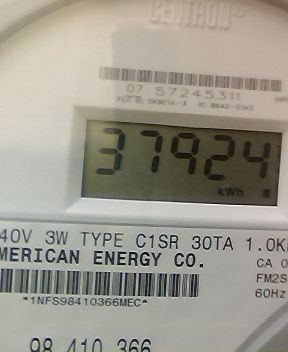 CENTRON®
07 57245311
37924
kWh
40V 3W TYPE C1SR 30TA 1.0K
MERICAN ENERGY CO.
CA 0
FM2S
60Hz
*1NFS98410366MEC*
98 410 366